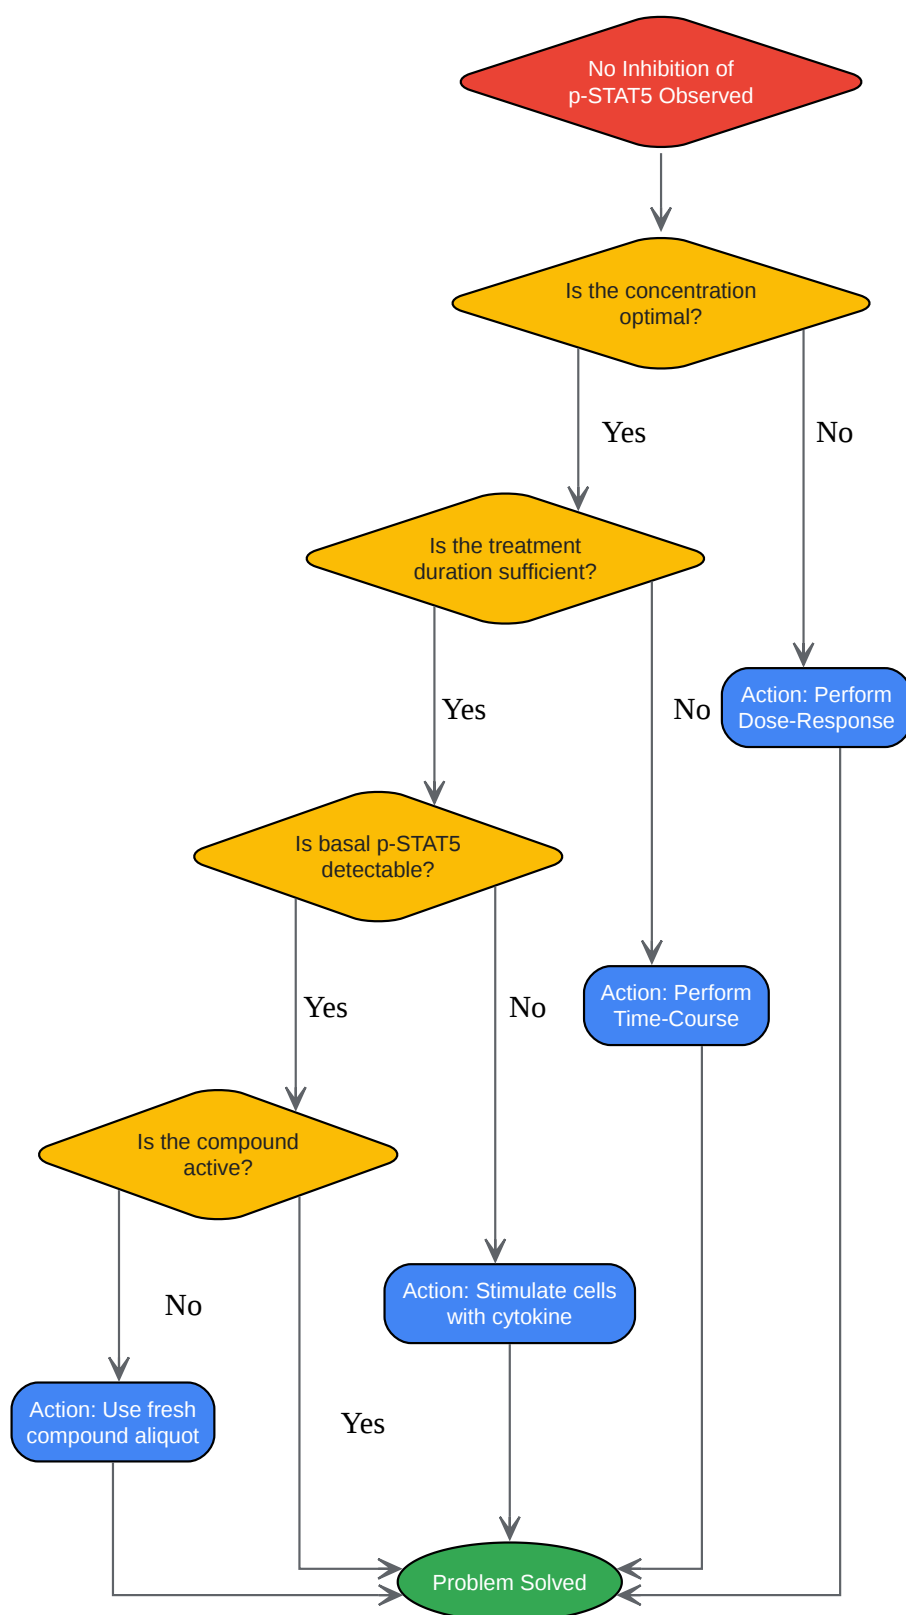 No Inhibition of
p-STAT5 Observed
Is the concentration
optimal?
Yes
No
Is the treatment
duration sufficient?
Yes
No
Action: Perform
Dose-Response
Is basal p-STAT5
detectable?
Yes
No
Action: Perform
Time-Course
Is the compound
active?
No
Yes
Action: Stimulate cells
with cytokine
Action: Use fresh
compound aliquot
Problem Solved